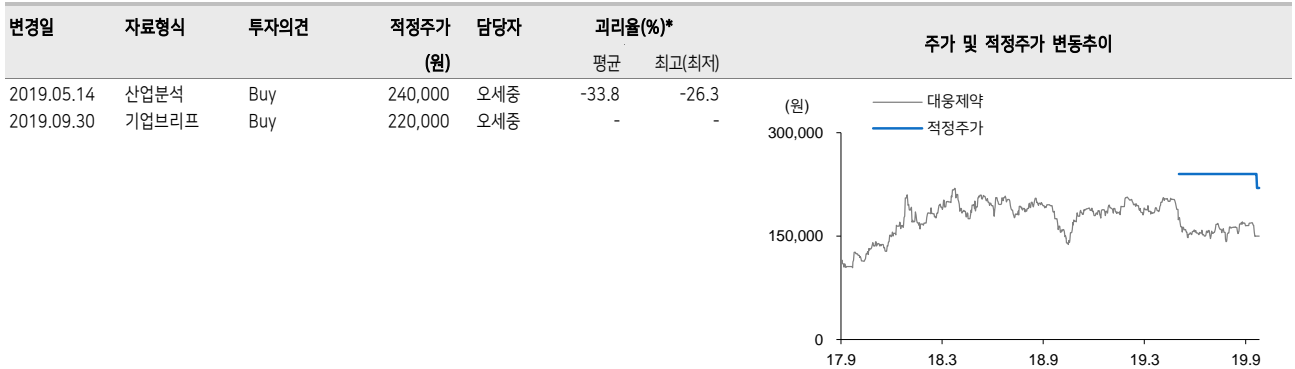 변경일 자료형식 투자의견 적정주가 담당자 괴리율(%)* 주가 및 적정주가 변동추이
(원) 평균 최고(최저)
2019.05.14 산업분석 Buy 240,000 오세중 -33.8 -26.3
2019.09.30 기업브리프 Buy 220,000 오세중 - -
(원)
대웅제약
적정주가
300,000
150,000
0
17.9 18.3 18.9 19.3 19.9